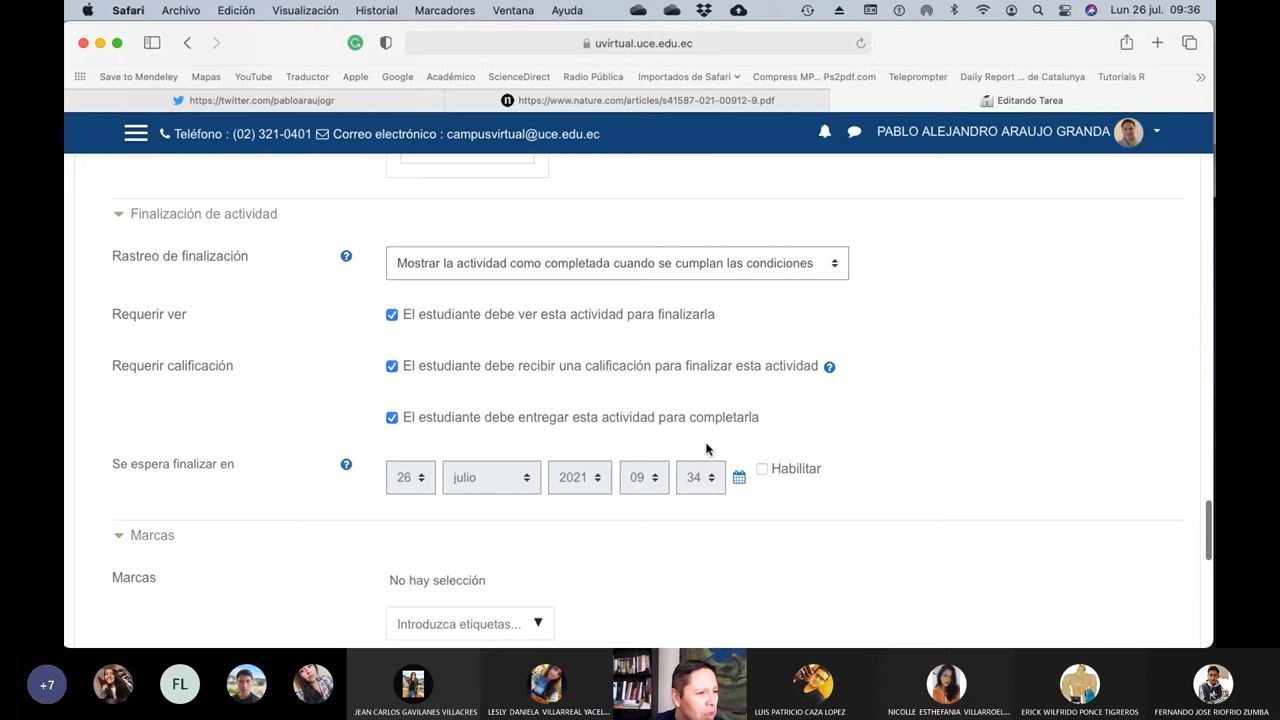 Safari Archivo Edición Visualización Historial Marcadores Ventana Ayuda Lun 26 jul. 09:36
uvirtual.uce.edu.ec
Save to Mendeley Mapas YouTube Traductor Apple Google Académico ScienceDirect Radio Pública Importados de Safari Compress MP... Ps2pdf.com Teleprompter Daily Report ... de Catalunya Tutorials R
https://twitter.com/pabloaraujogr https://www.nature.com/articles/s41587-021-00912-9.pdf Editando Tarea
Teléfono : (02) 321-0401 Correo electrónico : campusvirtual@uce.edu.ec PABLO ALEJANDRO ARAUJO GRANDA
Finalización de actividad
Rastreo de finalización ? Mostrar la actividad como completada cuando se cumplan las condiciones
Requerir ver El estudiante debe ver esta actividad para finalizarla
Requerir calificación El estudiante debe recibir una calificación para finalizar esta actividad ?
El estudiante debe entregar esta actividad para completarla
Se espera finalizar en ? 26 julio 2021 09 34 Habilitar
Marcas
Marcas No hay selección
Introduzca etiquetas...
+7 FL JEAN CARLOS GAVILANES VILLACRES LESLY DANIELA VILLARREAL YACEL... LUIS PATRICIO CAZA LOPEZ NICOLLE ESTHEFANIA VILLARROEL... ERICK WILFRIDO PONCE TIGREROS FERNANDO JOSE RIOFRIO ZUMBA